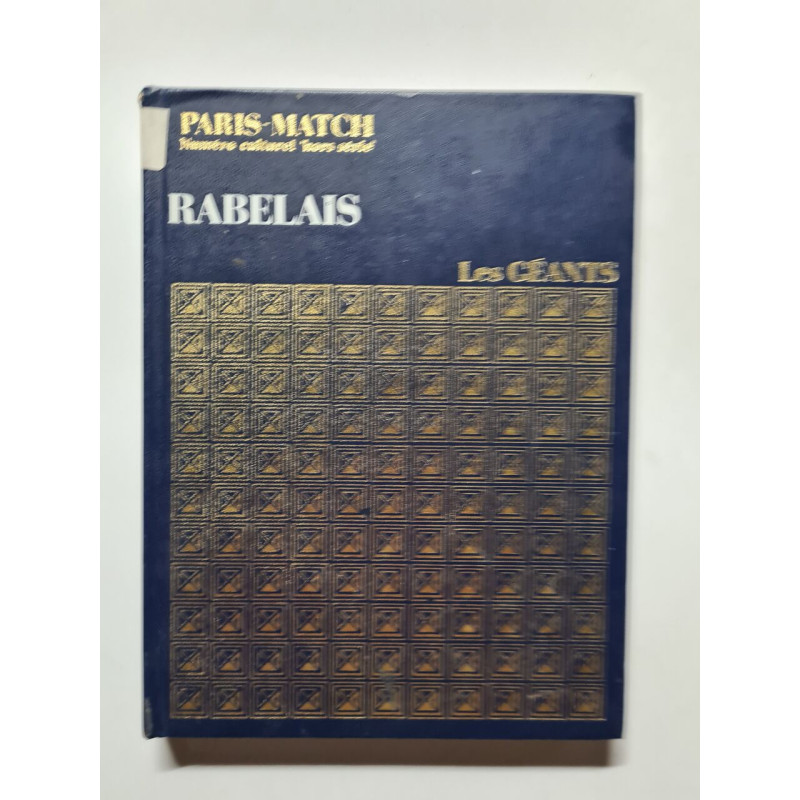 PARIS-MATCH
Numéro culturel 'hors série'
RABELAIS
Les GÉANTS